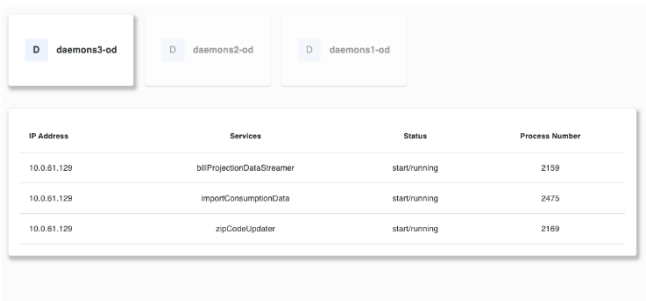 D daemons3-od D daemons2-od D daemons1-od
IP Address Services Status Process Number
10.0.61.129 billProjectionDataStreamer start/running 2159
10.0.61.129 importConsumptionData start/running 2475
10.0.61.129 zipCodeUpdater start/running 2169